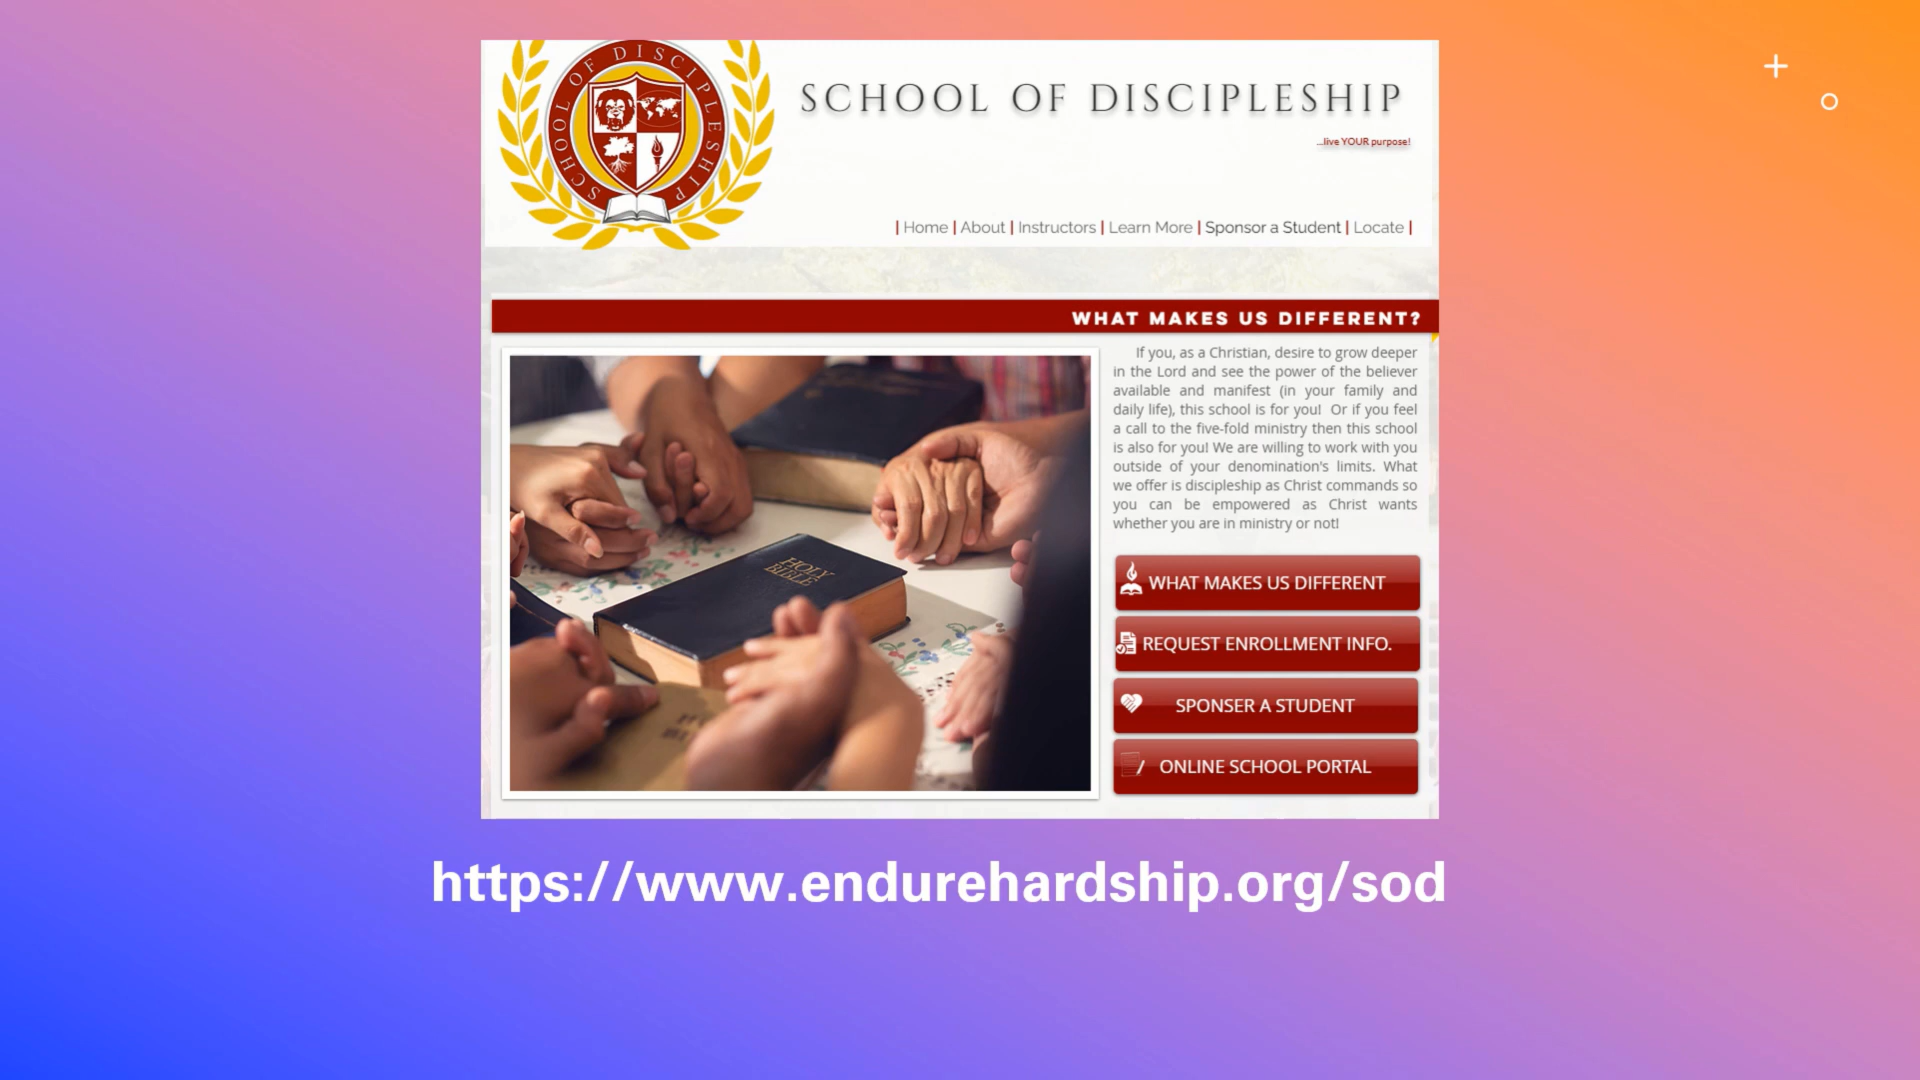 SCHOOL OF DISCIPLESHIP
SCHOOL OF DISCIPLESHIP
...live YOUR purpose!
| Home | About | Instructors | Learn More | Sponsor a Student | Locate |
WHAT MAKES US DIFFERENT?
If you, as a Christian, desire to grow deeper
in the Lord and see the power of the believer
available and manifest (in your family and
daily life), this school is for you! Or if you feel
a call to the five-fold ministry then this school
is also for you! We are willing to work with you
outside of your denomination's limits. What
we offer is discipleship as Christ commands so
you can be empowered as Christ wants
whether you are in ministry or not!
HOLY
BIBLE
WHAT MAKES US DIFFERENT
REQUEST ENROLLMENT INFO.
SPONSER A STUDENT
ONLINE SCHOOL PORTAL
https://www.endurehardship.org/sod